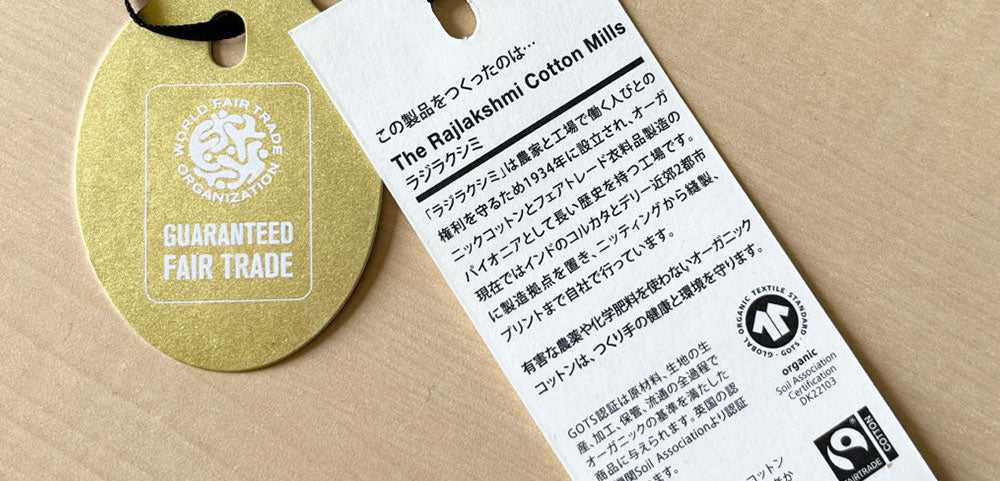 WORLD FAIR TRADE
ORGANIZATION
GUARANTEED
FAIR TRADE
この製品をつくったのは…
The Rajlakshmi Cotton Mills
ラジラクシミ
「ラジラクシミ」は農家と工場で働く人びとの
権利を守るため1934年に設立され、オーガ
ニックコットンとフェアトレード衣料品製造の
パイオニアとして長い歴史を持つ工場です。
現在ではインドのコルカタとデリー近郊2都市
に製造拠点を置き、ニッティングから縫製、
プリントまで自社で行っています。
有害な農薬や化学肥料を使わないオーガニック
コットンは、つくり手の健康と環境を守ります。
GLOBAL ORGANIC TEXTILE STANDARD · GOTS ·
organic
Soil Association
Certification
DK22103
GOTS認証は原材料、生地の生
産、加工、保管、流通の全過程で
オーガニックの基準を満たした
商品に与えられます。英国の認
機関Soil Associationより認証
ます。
コットン
FAIRTRADE
COTTON